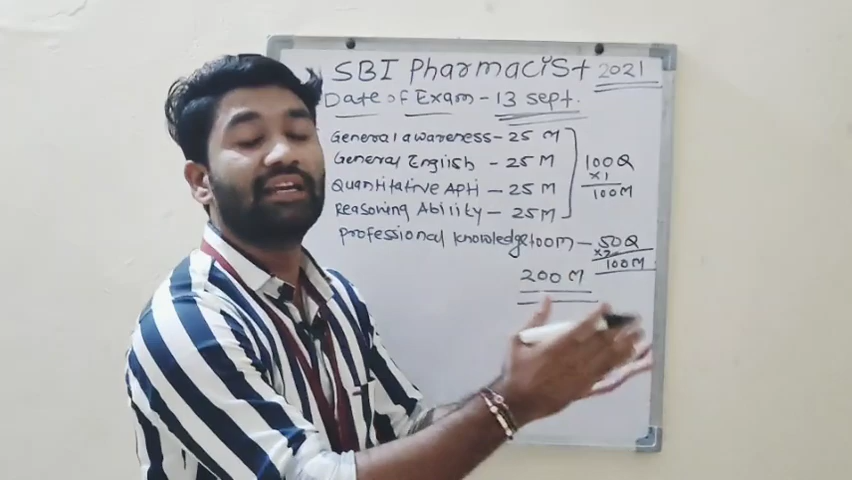 SBI PharmaciSt 2021
Date of Exam - 13 Sept.
General awareness - 25 M
General English - 25 M
Quantitative Apti - 25 M
Reasoning Ability - 25 M
100Q
x1
100M
Professional knowledge 100m - 50Q
x2
100M
200 M